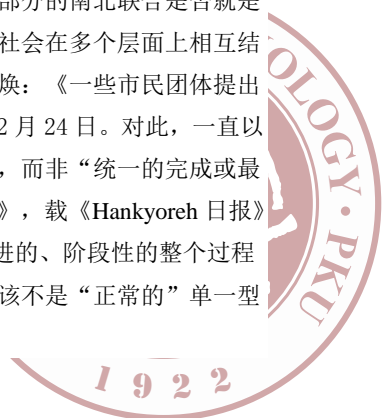 部分的南北联合是否就是
社会在多个层面上相互结
焕：《一些市民团体提出
2 月 24 日。对此，一直以
，而非“统一的完成或最
》，载《Hankyoreh 日报》
进的、阶段性的整个过程
该不是“正常的”单一型
OLOGY · PKU
1922